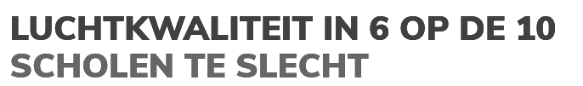 LUCHTKWALITEIT IN 6 OP DE 10
SCHOLEN TE SLECHT